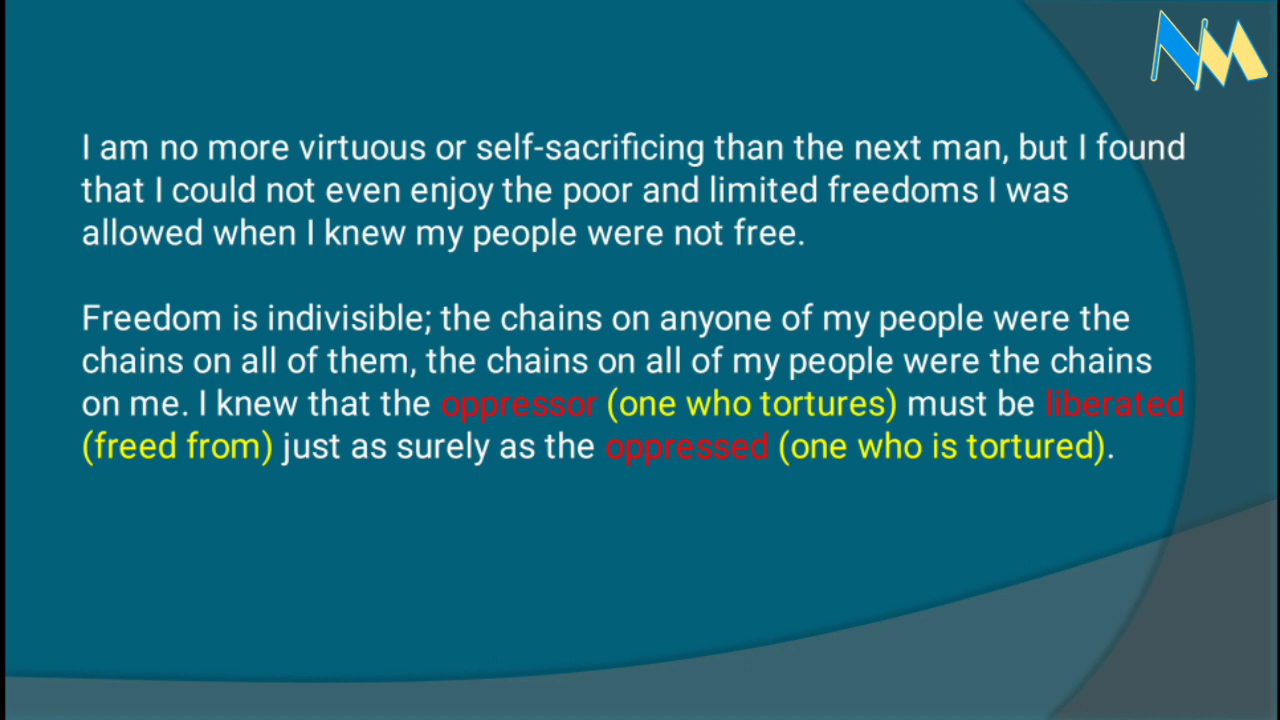 NM
I am no more virtuous or self-sacrificing than the next man, but I found
that I could not even enjoy the poor and limited freedoms I was
allowed when I knew my people were not free.
Freedom is indivisible; the chains on anyone of my people were the
chains on all of them, the chains on all of my people were the chains
on me. I knew that the oppressor (one who tortures) must be liberated
(freed from) just as surely as the oppressed (one who is tortured).